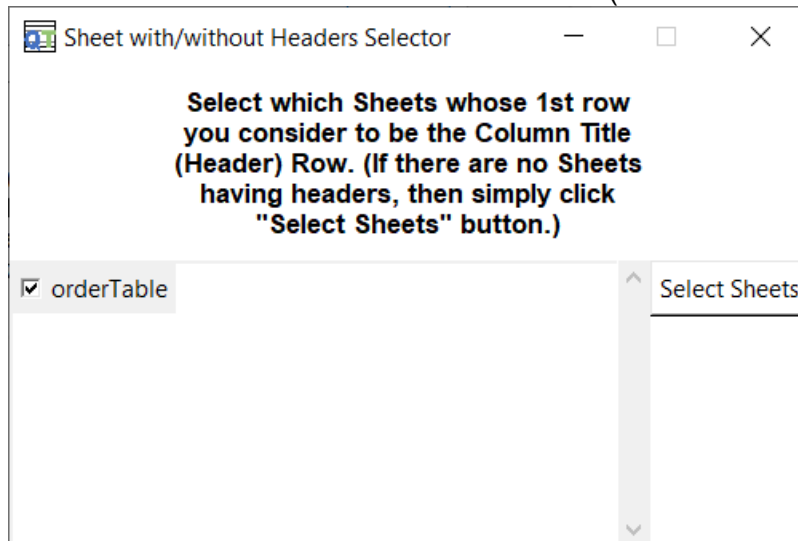 Sheet with/without Headers Selector
Select which Sheets whose 1st row
you consider to be the Column Title
(Header) Row. (If there are no Sheets
having headers, then simply click
"Select Sheets" button.)
orderTable
Select Sheets